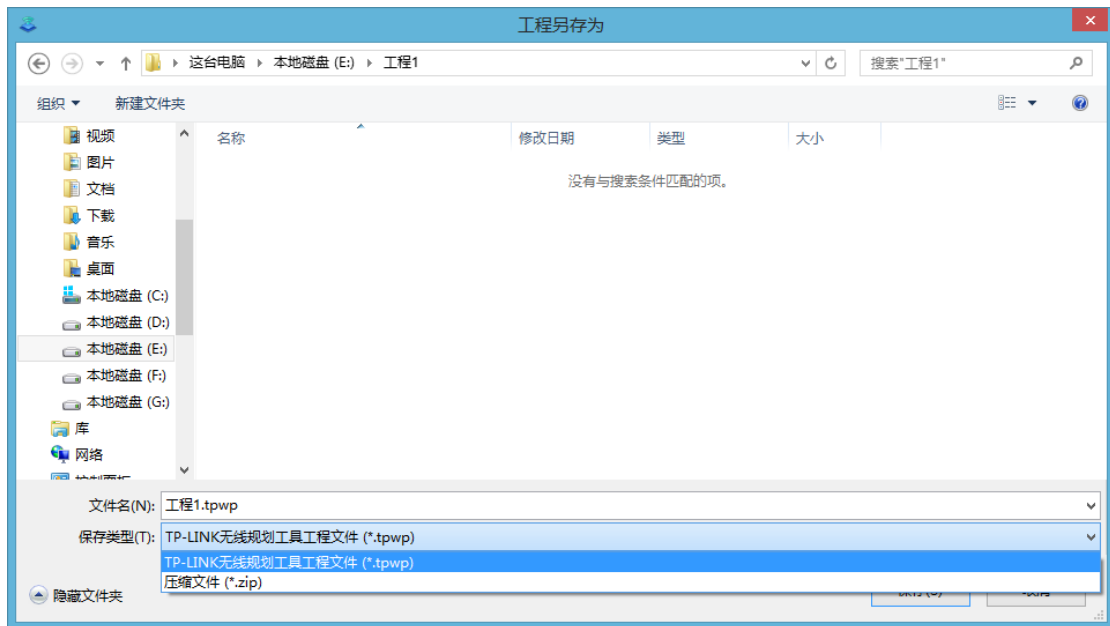 工程另存为
这台电脑 本地磁盘 (E:) 工程1
搜索"工程1"
组织 新建文件夹
名称 修改日期 类型 大小
没有与搜索条件匹配的项。
视频
图片
文档
下载
音乐
桌面
本地磁盘 (C:)
本地磁盘 (D:)
本地磁盘 (E:)
本地磁盘 (F:)
本地磁盘 (G:)
库
网络
文件名(N): 工程1.tpwp
保存类型(T): TP-LINK无线规划工具工程文件 (*.tpwp)
TP-LINK无线规划工具工程文件 (*.tpwp)
压缩文件 (*.zip)
隐藏文件夹